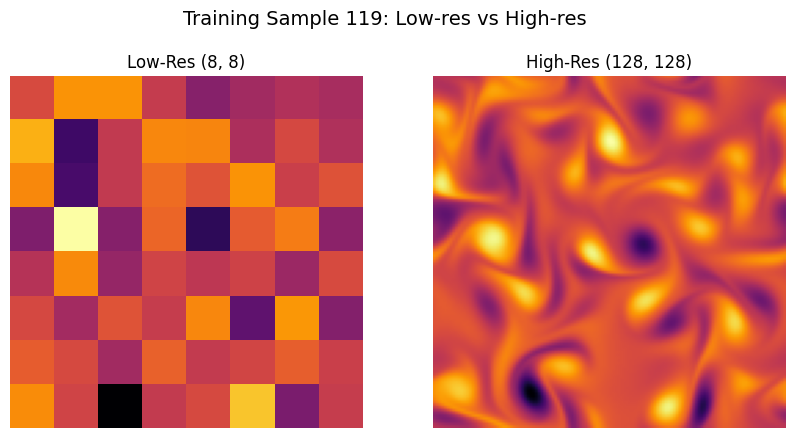 Training Sample 119: Low-res vs High-res
Low-Res (8, 8)
High-Res (128, 128)